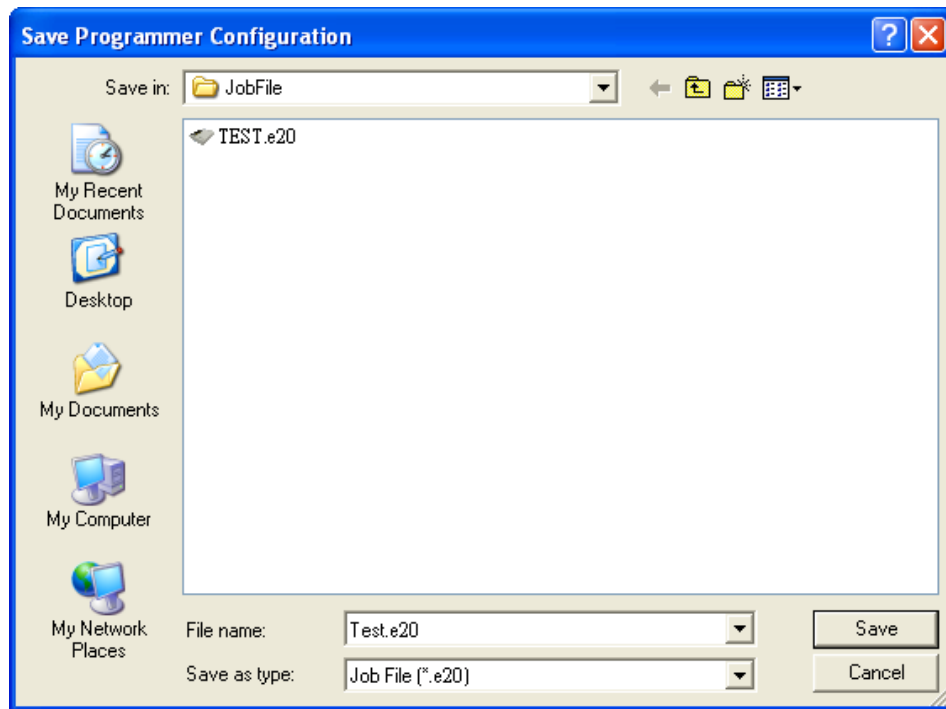 Save Programmer Configuration
Save in:
JobFile
TEST.e20
My Recent
Documents
Desktop
My Documents
My Computer
My Network
Places
File name:
Test.e20
Save
Save as type:
Job File (*.e20)
Cancel